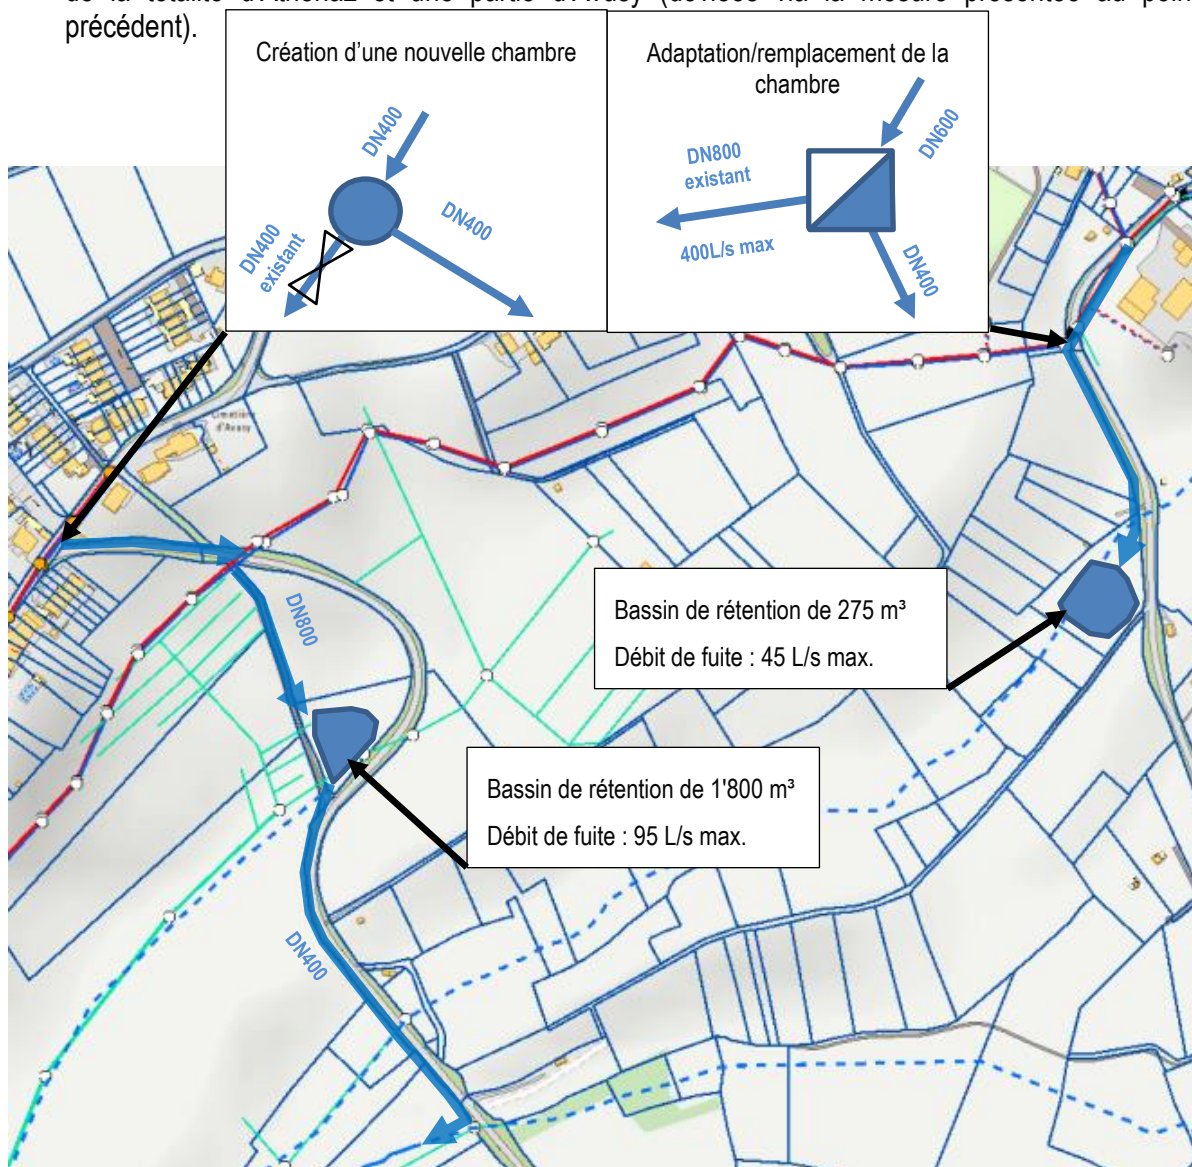 précédent).
Création d'une nouvelle chambre
DN400
DN400
existant
DN400
Adaptation/remplacement de la
chambre
DN600
DN800
existant
400L/s max
DN400
Cimetière
d'Avusy
DN800
Bassin de rétention de 275 m³
Débit de fuite : 45 L/s max.
Bassin de rétention de 1'800 m³
Débit de fuite : 95 L/s max.
DN400